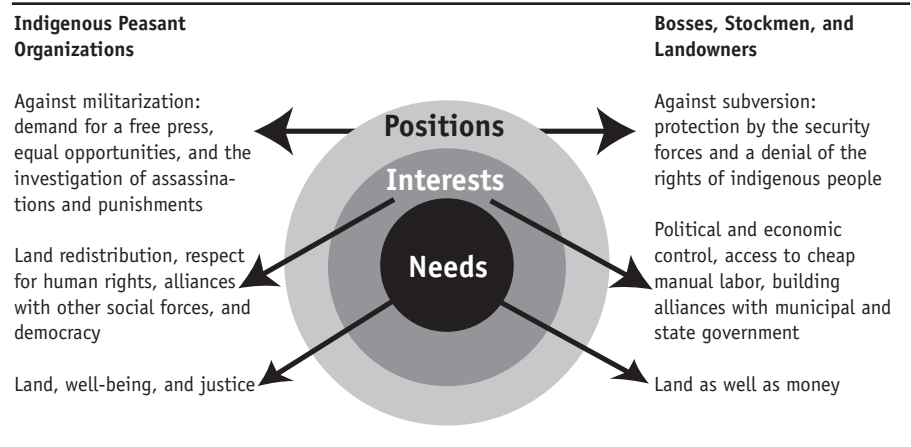 Indigenous Peasant
Organizations
Against militarization:
demand for a free press,
equal opportunities, and the
investigation of assassina-
tions and punishments
Land redistribution, respect
for human rights, alliances
with other social forces, and
democracy
Land, well-being, and justice
Positions
Interests
Needs
Bosses, Stockmen, and
Landowners
Against subversion:
protection by the security
forces and a denial of the
rights of indigenous people
Political and economic
control, access to cheap
manual labor, building
alliances with municipal and
state government
Land as well as money